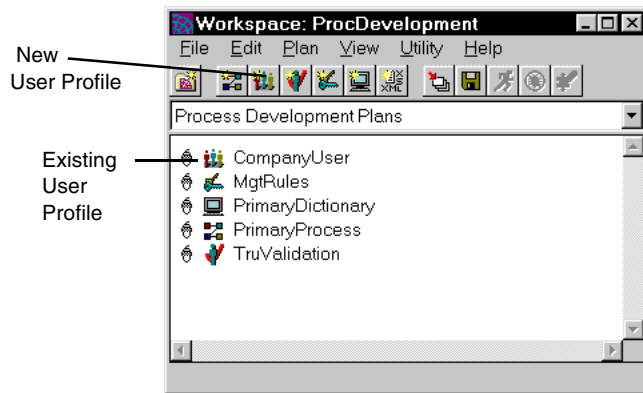 Workspace: ProcDevelopment
New
User Profile
File Edit Plan View Utility Help
XML
Process Development Plans
Existing
User
Profile
CompanyUser
MgtRules
PrimaryDictionary
PrimaryProcess
TruValidation